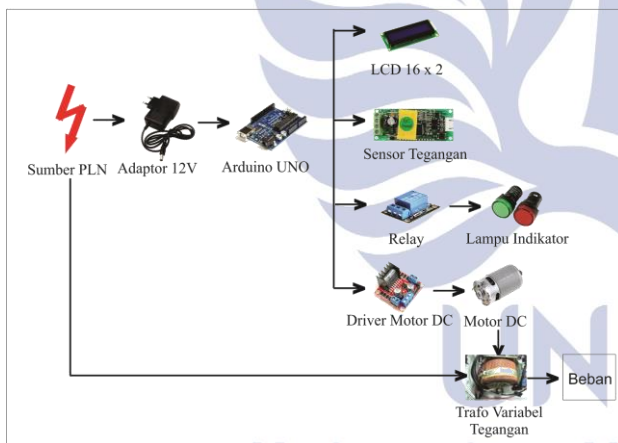 LCD 16 x 2
Sumber PLN
Adaptor 12V
Arduino UNO
Sensor Tegangan
Relay
Lampu Indikator
Driver Motor DC
Motor DC
Trafo Variabel
Tegangan
Beban
UN